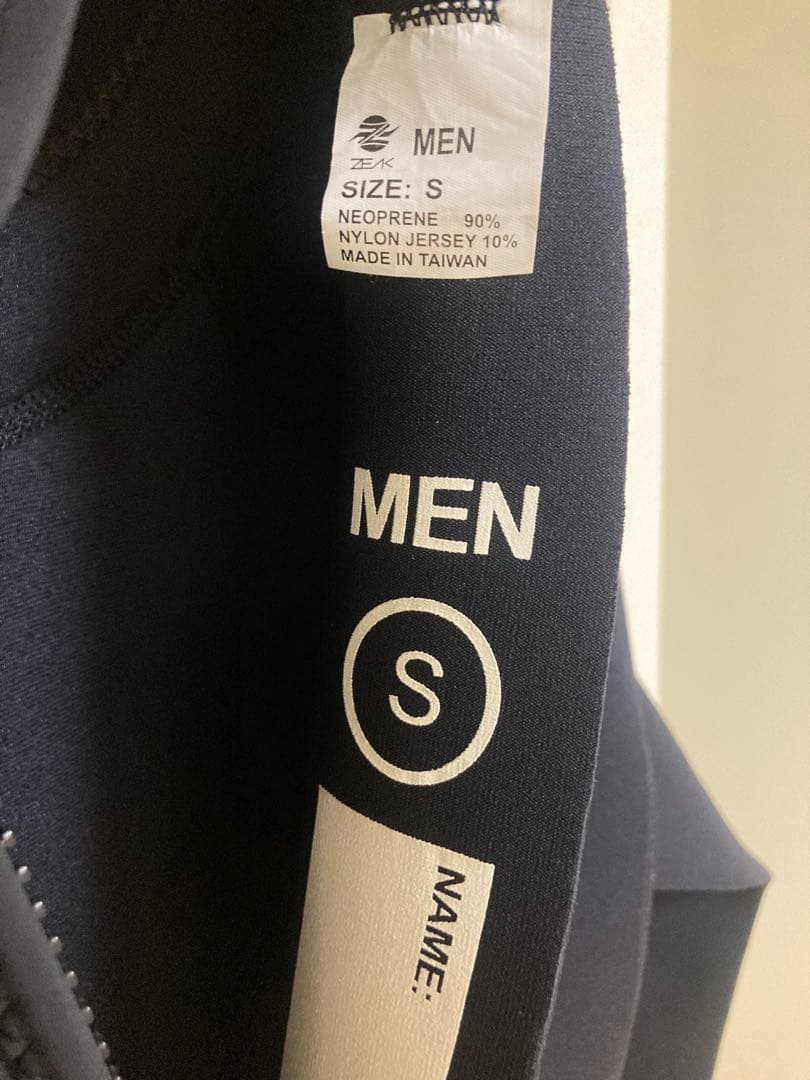 MEN
ZEAK
SIZE: S
NEOPRENE 90%
NYLON JERSEY 10%
MADE IN TAIWAN
MEN
S
NAME: